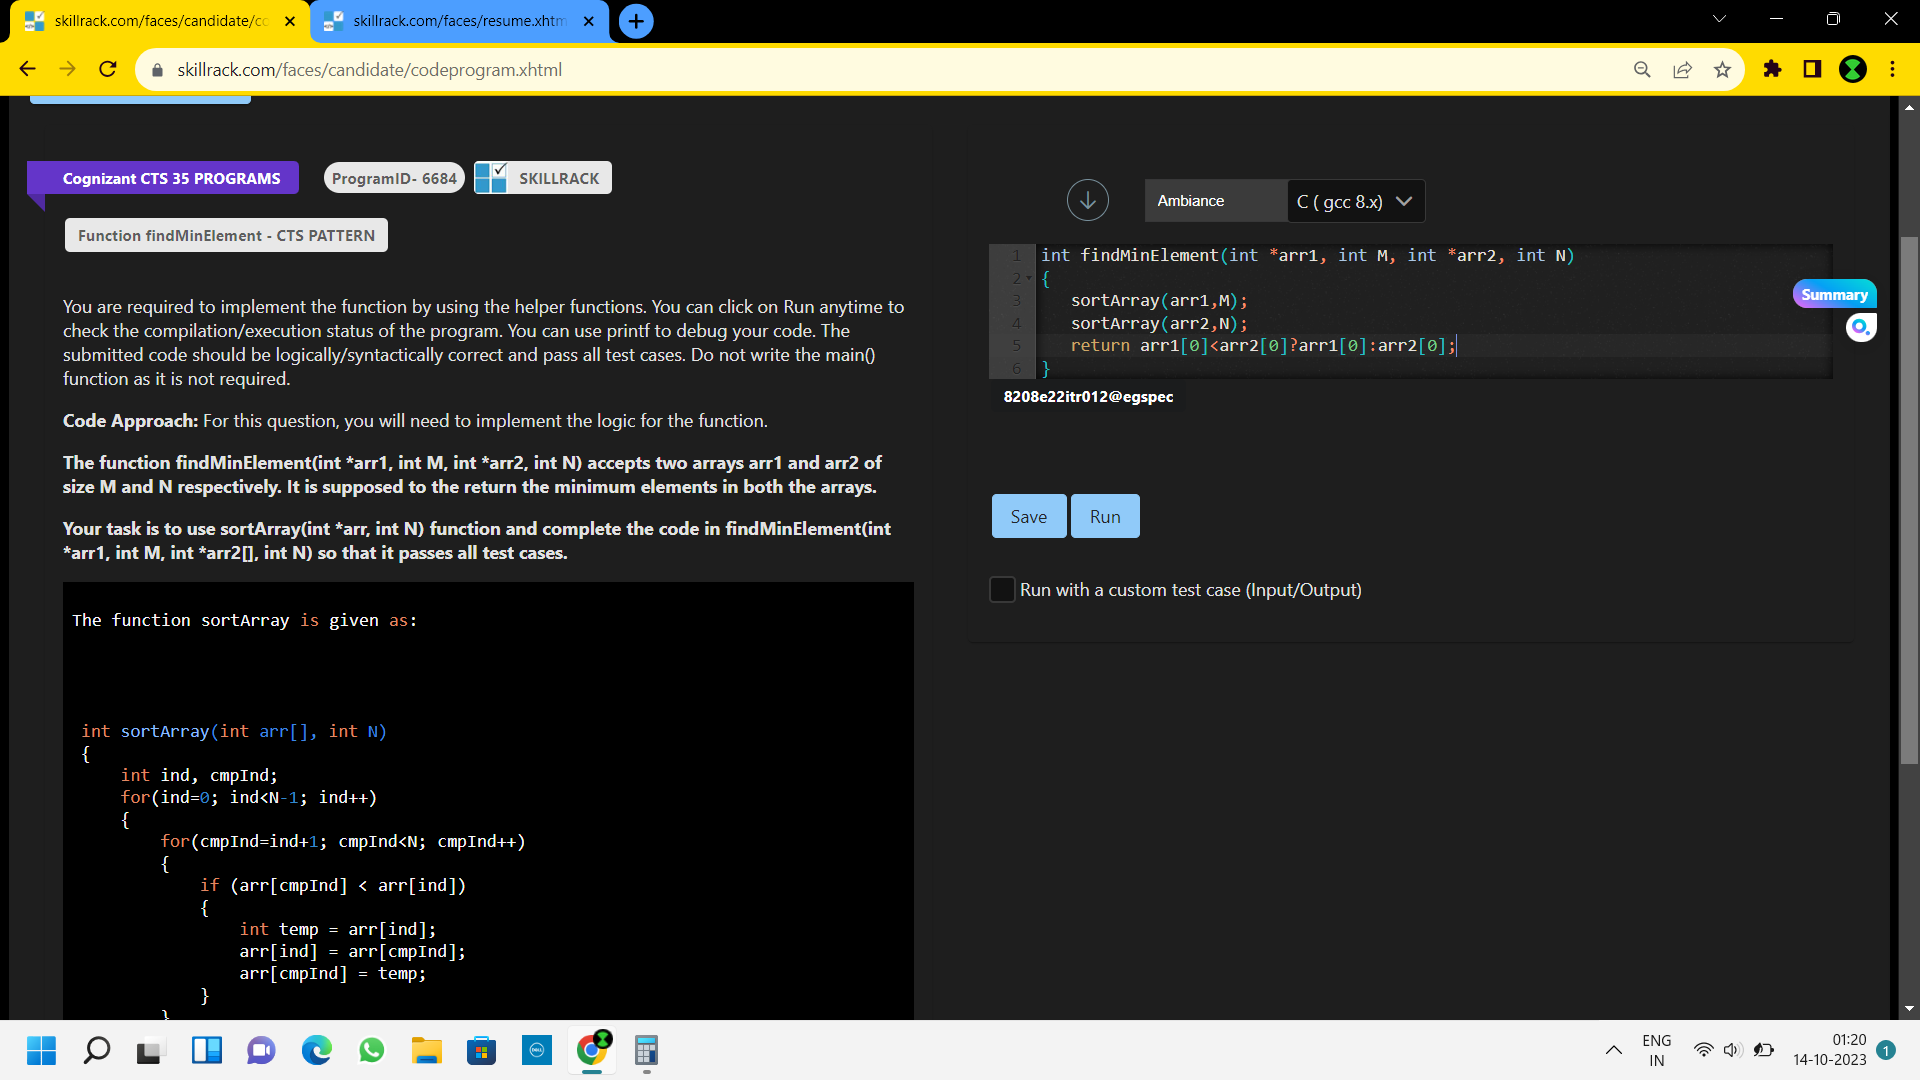 skillrack.com/faces/candidate/co
skillrack.com/faces/resume.xhtm
skillrack.com/faces/candidate/codeprogram.xhtml
Cognizant CTS 35 PROGRAMS
ProgramID- 6684
SKILLRACK
Function findMinElement - CTS PATTERN
You are required to implement the function by using the helper functions. You can click on Run anytime to
check the compilation/execution status of the program. You can use printf to debug your code. The
submitted code should be logically/syntactically correct and pass all test cases. Do not write the main()
function as it is not required.
Code Approach: For this question, you will need to implement the logic for the function.
The function findMinElement(int *arr1, int M, int *arr2, int N) accepts two arrays arr1 and arr2 of
size M and N respectively. It is supposed to the return the minimum elements in both the arrays.
Your task is to use sortArray(int *arr, int N) function and complete the code in findMinElement(int
*arr1, int M, int *arr2[], int N) so that it passes all test cases.
The function sortArray is given as:
int sortArray(int arr[], int N)
{
int ind, cmpInd;
for(ind=0; ind<N-1; ind++)
{
for(cmpInd=ind+1; cmpInd<N; cmpInd++)
{
if (arr[cmpInd] < arr[ind])
{
int temp = arr[ind];
arr[ind] = arr[cmpInd];
arr[cmpInd] = temp;
}
}
Ambiance
C ( gcc 8.x)
1 int findMinElement(int *arr1, int M, int *arr2, int N)
2 {
3 sortArray(arr1,M);
4 sortArray(arr2,N);
5 return arr1[0]<arr2[0]?arr1[0]:arr2[0];
6 }
8208e22itr012@egspec
Summary
Save
Run
Run with a custom test case (Input/Output)
DELL
ENG
IN
01:20
14-10-2023
1